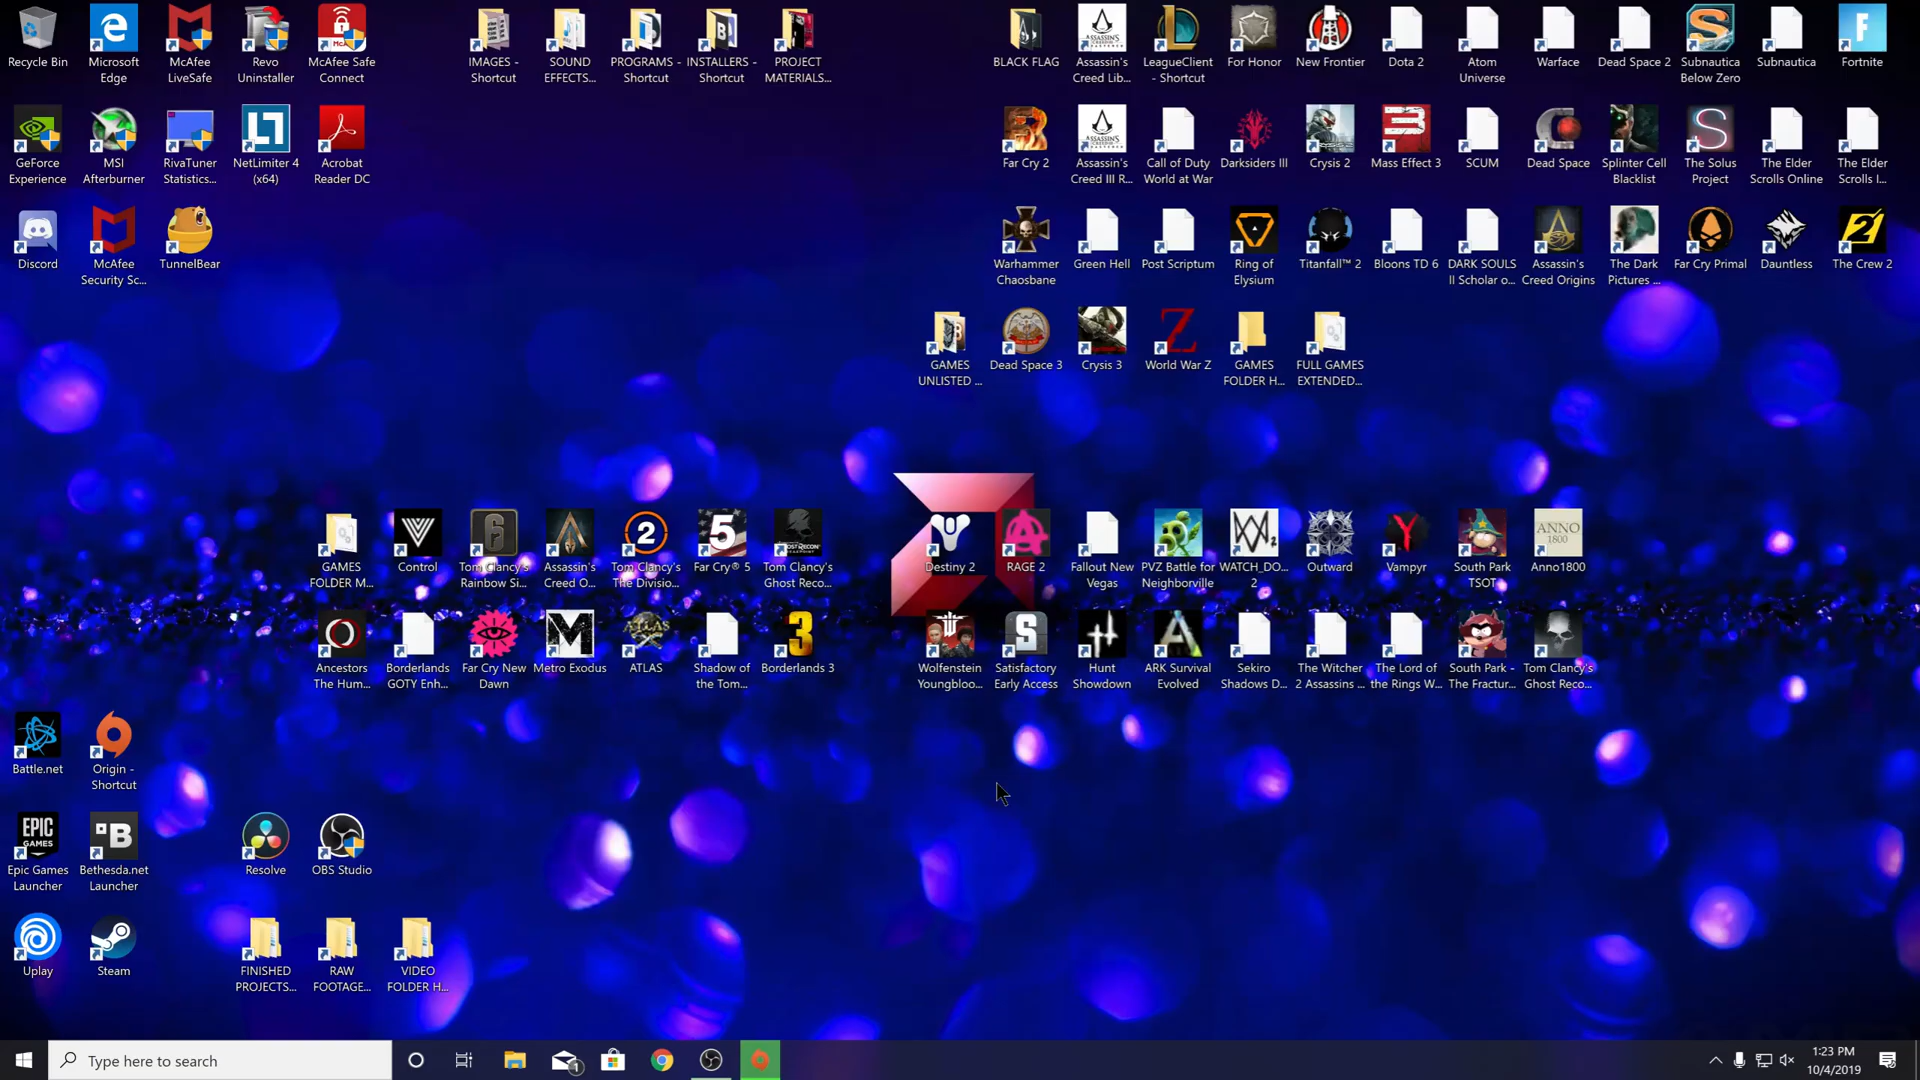 Recycle Bin
Microsoft
Edge
McAfee
LiveSafe
Revo
Uninstaller
McAfee Safe
Connect
IMAGES -
Shortcut
SOUND
EFFECTS...
PROGRAMS -
Shortcut
INSTALLERS -
Shortcut
PROJECT
MATERIALS...
BLACK FLAG
Assassin's
Creed Lib...
LeagueClient
- Shortcut
For Honor
New Frontier
Dota 2
Atom
Universe
Warface
Dead Space 2
Subnautica
Below Zero
Subnautica
Fortnite
GeForce
Experience
MSI
Afterburner
RivaTuner
Statistics...
NetLimiter 4
(x64)
Acrobat
Reader DC
Far Cry 2
Assassin's
Creed III R...
Call of Duty
World at War
Darksiders III
Crysis 2
Mass Effect 3
SCUM
Dead Space
Splinter Cell
Blacklist
The Solus
Project
The Elder
Scrolls Online
The Elder
Scrolls I...
Discord
McAfee
Security Sc...
TunnelBear
Warhammer
Chaosbane
Green Hell
Post Scriptum
Ring of
Elysium
Titanfall™ 2
Bloons TD 6
DARK SOULS
II Scholar o...
Assassin's
Creed Origins
The Dark
Pictures ...
Far Cry Primal
Dauntless
The Crew 2
GAMES
UNLISTED ...
Dead Space 3
Crysis 3
World War Z
GAMES
FOLDER H...
FULL GAMES
EXTENDED...
GAMES
FOLDER M...
Control
Tom Clancy's
Rainbow Si...
Assassin's
Creed O...
Tom Clancy's
The Divisio...
Far Cry® 5
Tom Clancy's
Ghost Reco...
Destiny 2
RAGE 2
Fallout New
Vegas
PVZ Battle for
Neighborville
WATCH_DO...
2
Outward
Vampyr
South Park
TSOT
ANNO
1800
Anno1800
Ancestors
The Hum...
Borderlands
GOTY Enh...
Far Cry New
Dawn
Metro Exodus
ATLAS
ATLAS
Shadow of
the Tom...
Borderlands 3
Wolfenstein
Youngbloo...
Satisfactory
Early Access
Hunt
Showdown
ARK Survival
Evolved
Sekiro
Shadows D...
The Witcher
2 Assassins ...
The Lord of
the Rings W...
South Park -
The Fractur...
Tom Clancy's
Ghost Reco...
Battle.net
Origin -
Shortcut
EPIC
GAMES
Epic Games
Launcher
Bethesda.net
Launcher
Resolve
OBS Studio
Uplay
Steam
FINISHED
PROJECTS...
RAW
FOOTAGE...
VIDEO
FOLDER H...
Type here to search
1
1:23 PM
10/4/2019